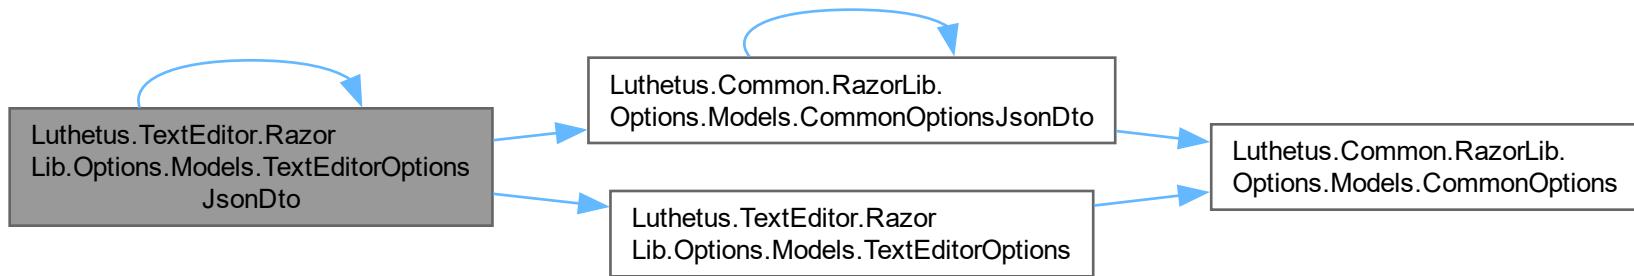 Luthetus.TextEditor.Razor
Lib.Options.Models.TextEditorOptions
JsonDto
Luthetus.Common.RazorLib.
Options.Models.CommonOptionsJsonDto
Luthetus.TextEditor.Razor
Lib.Options.Models.TextEditorOptions
Luthetus.Common.RazorLib.
Options.Models.CommonOptions